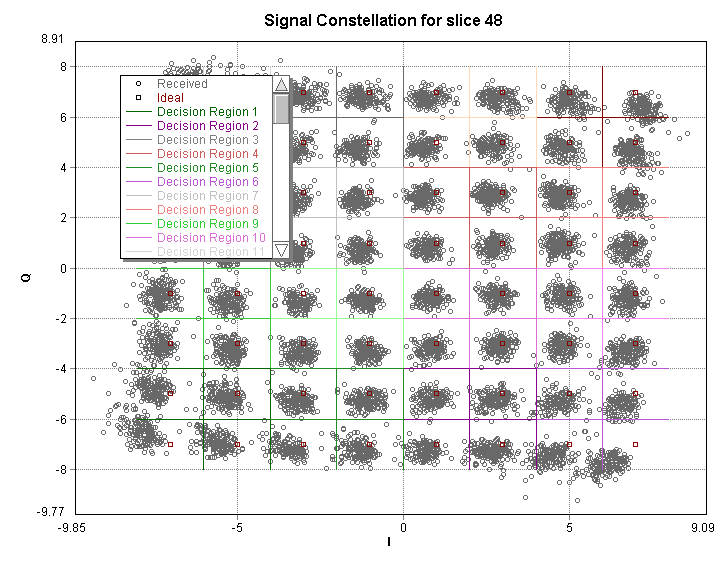 Signal Constellation for slice 48
8.91
8
6
4
2
0
-2
-4
-6
-8
-9.77
Q
Received
Ideal
Decision Region 1
Decision Region 2
Decision Region 3
Decision Region 4
Decision Region 5
Decision Region 6
Decision Region 7
Decision Region 8
Decision Region 9
Decision Region 10
Decision Region 11
-9.85
-5
0
5
9.09
I